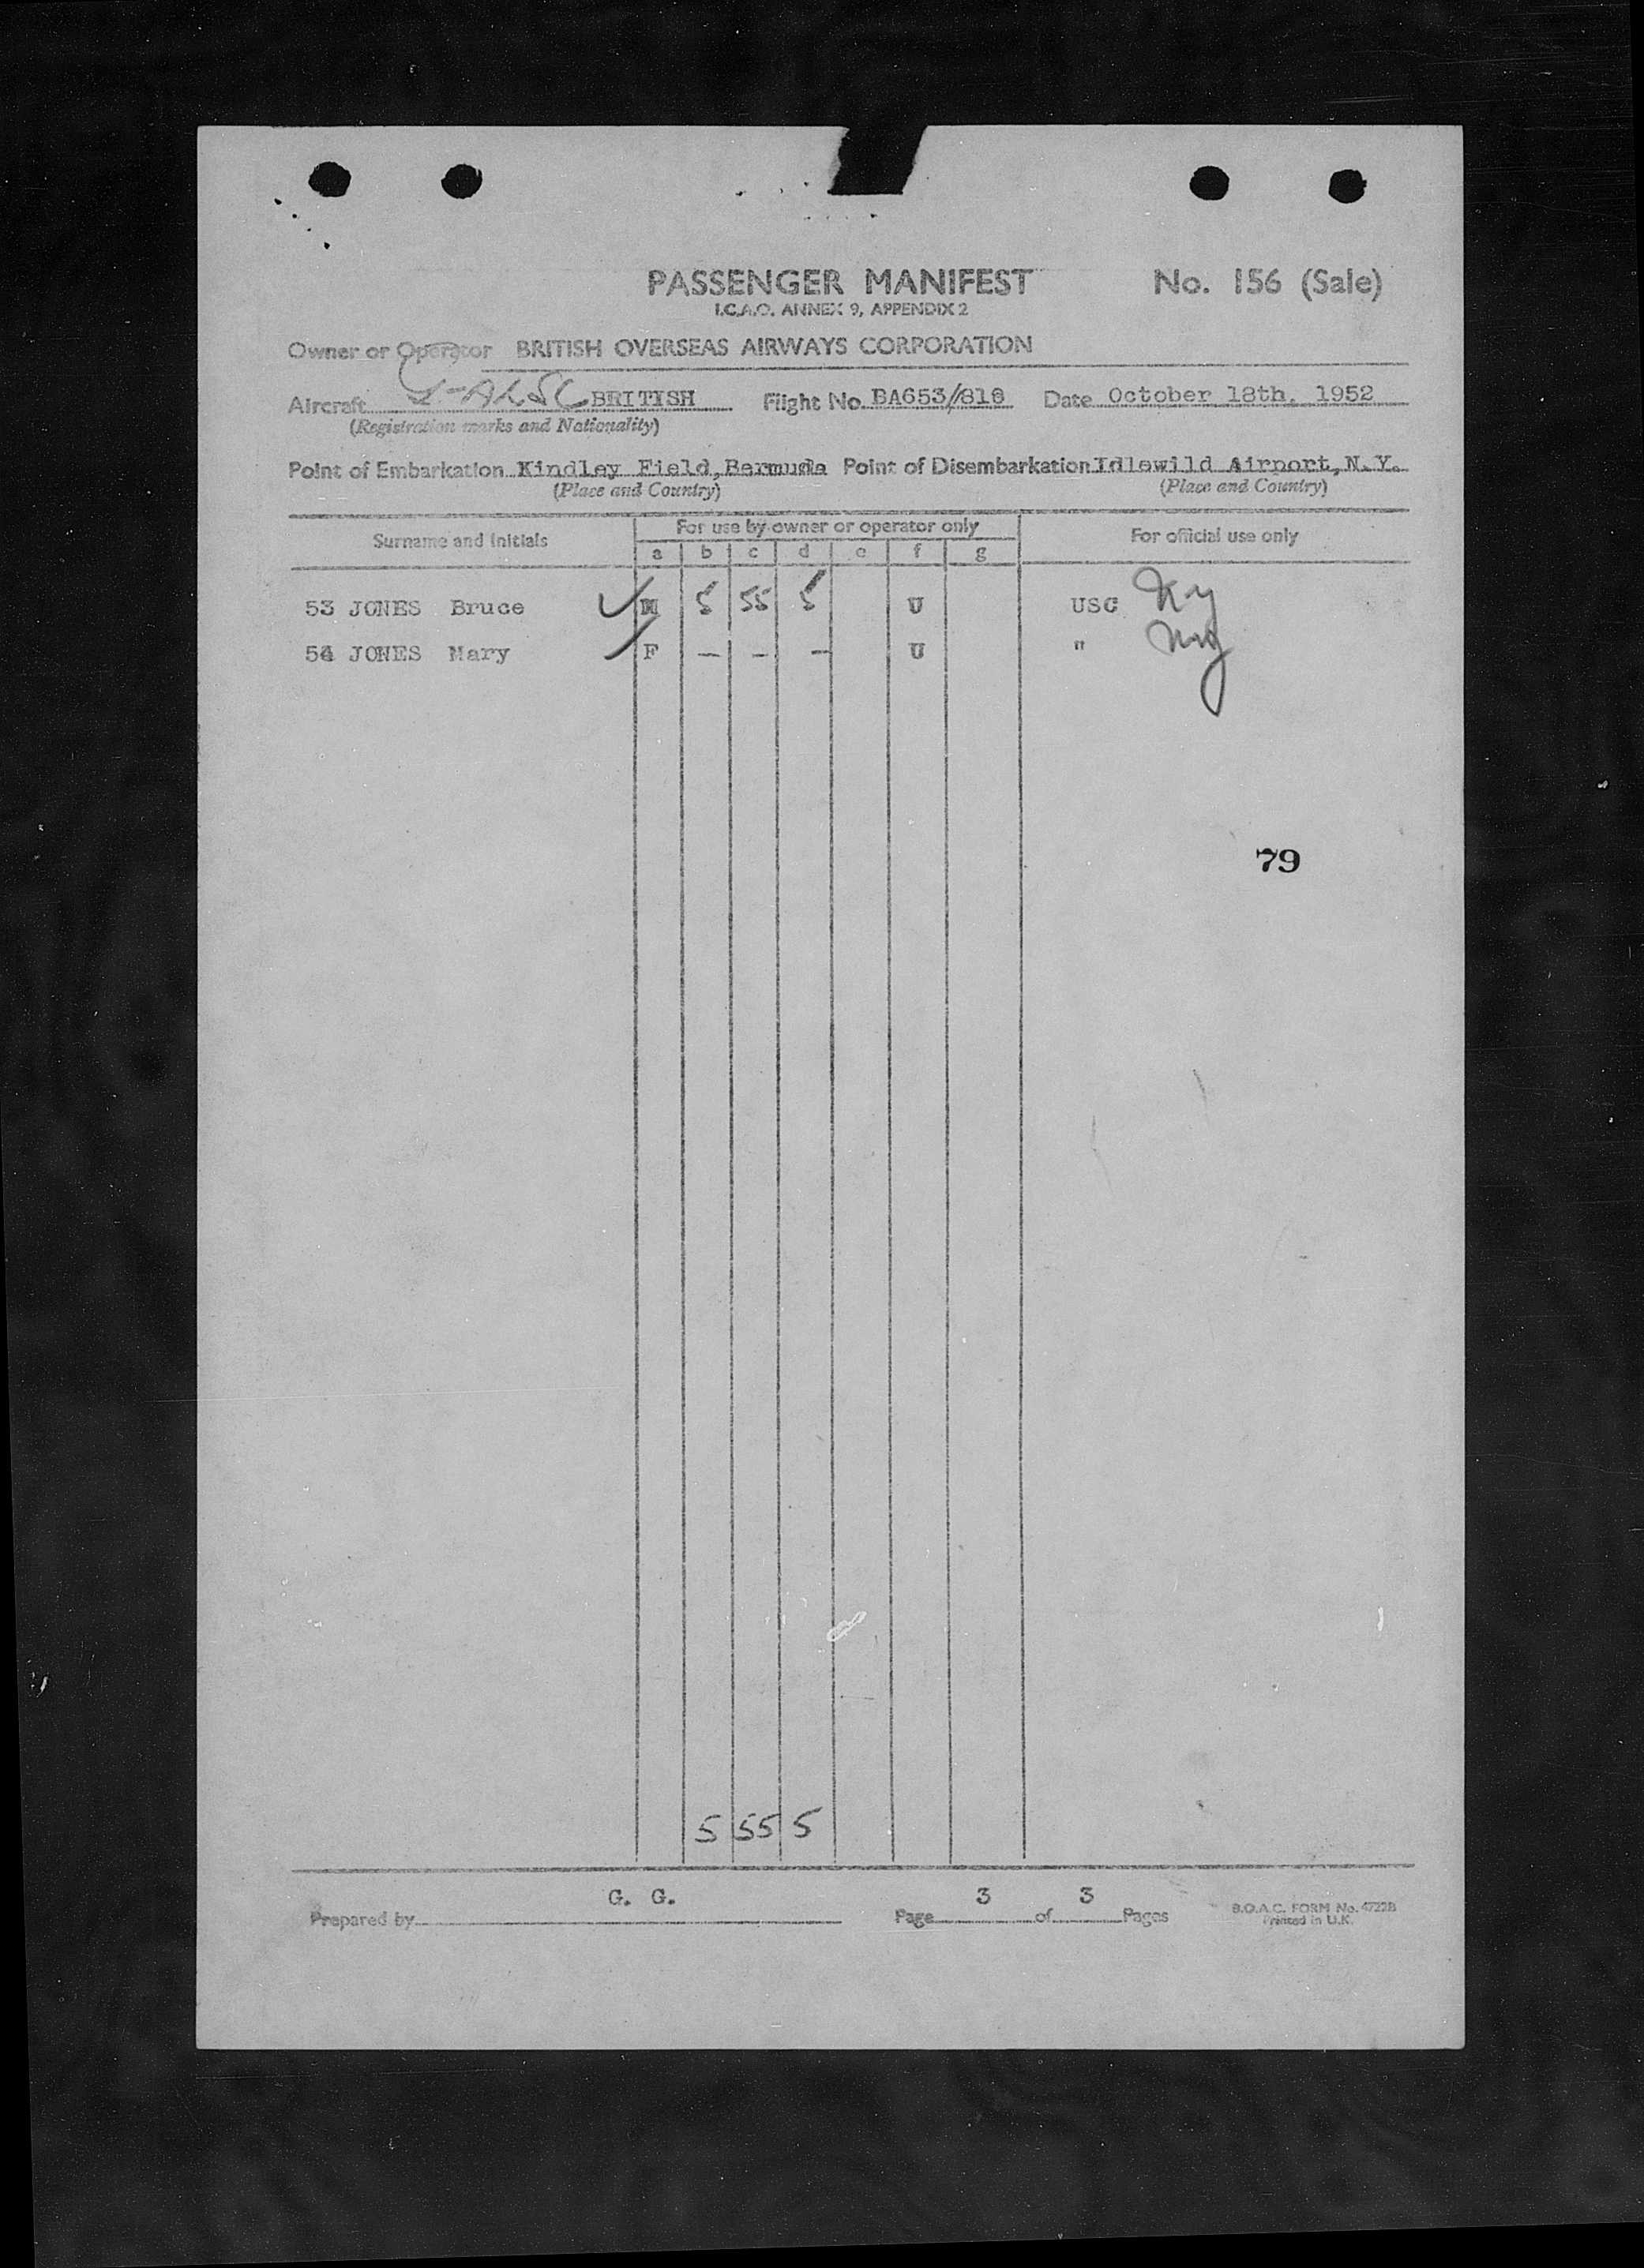 PASSENGER MANIFEST No. 156 (Sale)
I.C.A.O. ANNEX 9, APPENDIX 2
Owner or Operator BRITISH OVERSEAS AIRWAYS CORPORATION
Aircraft G-ALSC BRITISH Flight No. BA653//818 Date October 18th, 1952
(Registration marks and Nationality)
Point of Embarkation Kindley Field, Bermuda Point of Disembarkation Idlewild Airport, N.Y.
(Place and Country) (Place and Country)
Surname and Initials For use by owner or operator only For official use only
a b c d e f g
53 JONES Bruce M 5 55 5 U USC
54 JONES Mary F — — — U "
79
5 55 5
G. G. 3 3
Prepared by Page of Pages
B.O.A.C. FORM No. 4722B
Printed in U.K.